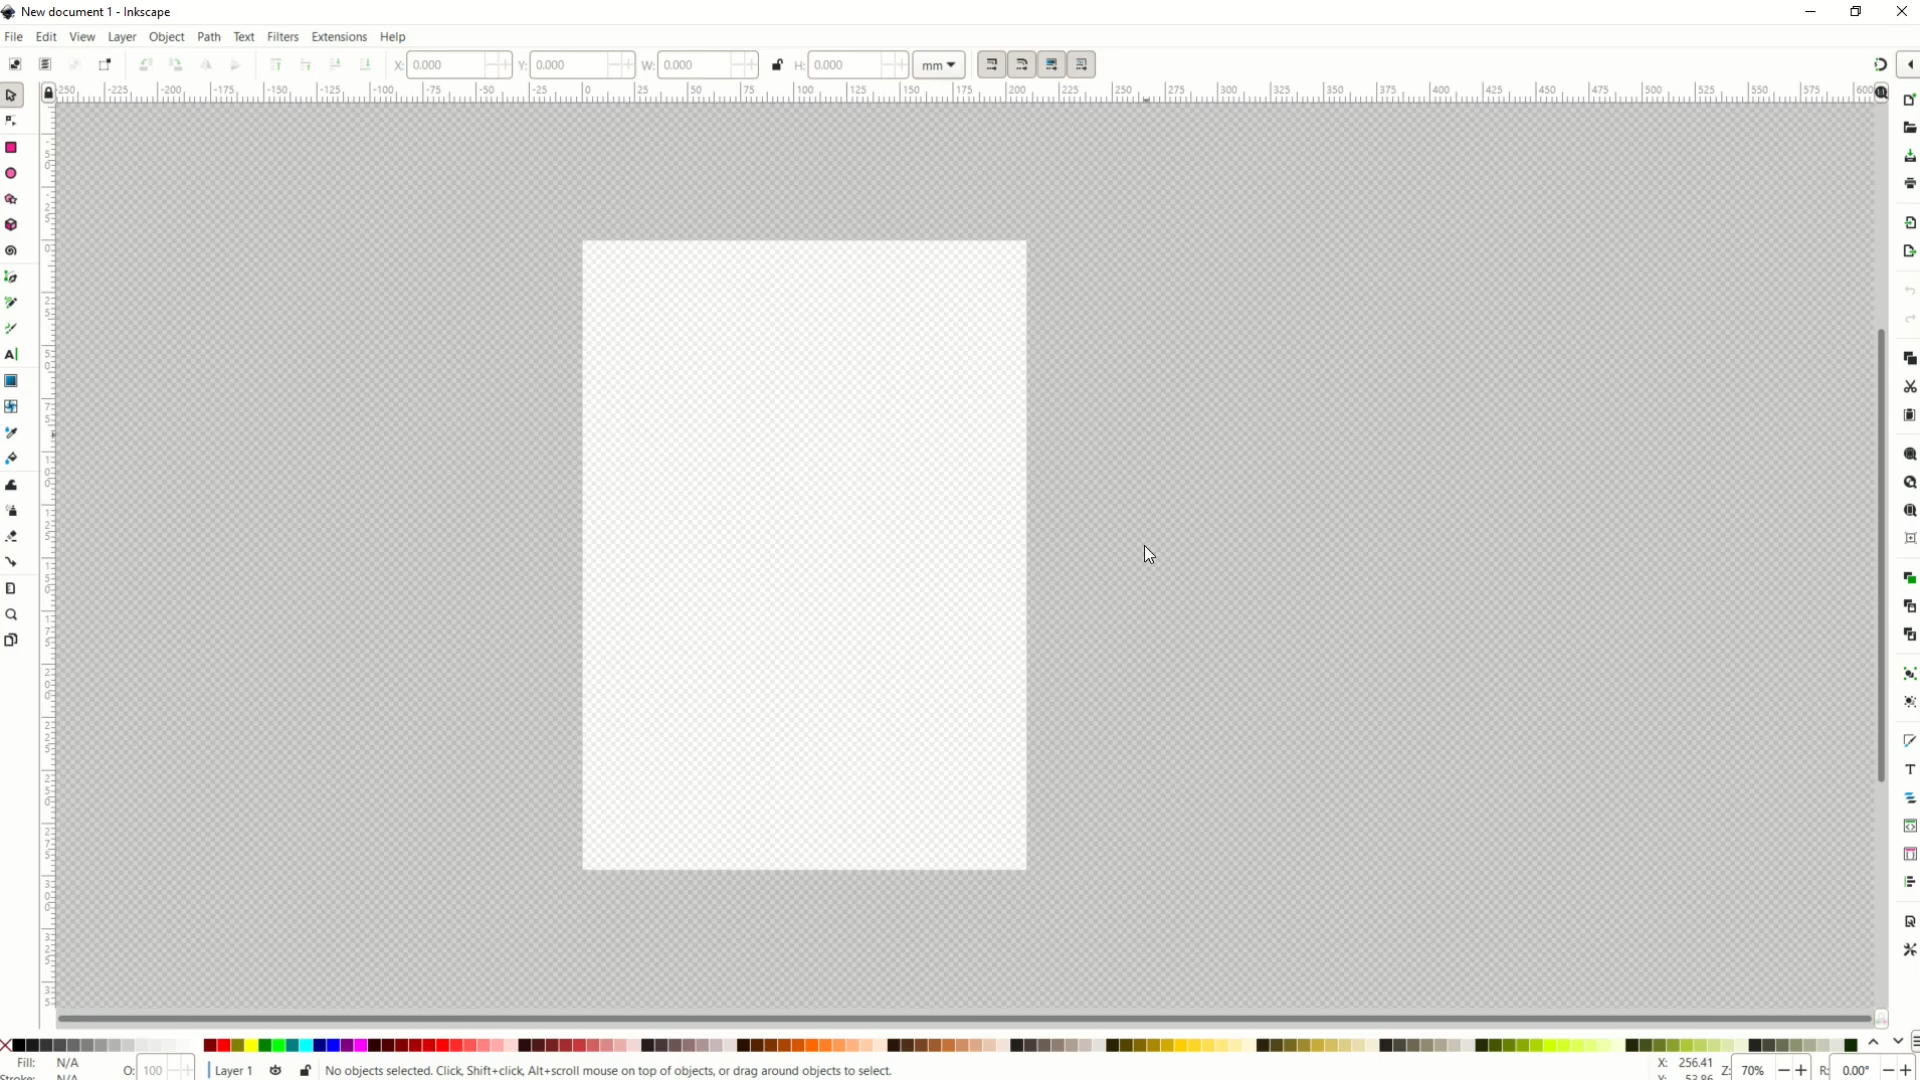 New document 1 - Inkscape
File Edit View Layer Object Path Text Filters Extensions Help
X: 0.000 Y: 0.000 W: 0.000 H: 0.000 mm
-250 -225 -200 -175 -150 -125 -100 -75 -50 -25 0 25 50 75 100 125 150 175 200 225 250 275 300 325 350 375 400 425 450 475 500 525 550 575 600
Fill: N/A O: 100 Layer 1 No objects selected. Click, Shift+click, Alt+scroll mouse on top of objects, or drag around objects to select. X: 256.41 Z: 70% R: 0.00°
Stroke: N/A Y: 53.86